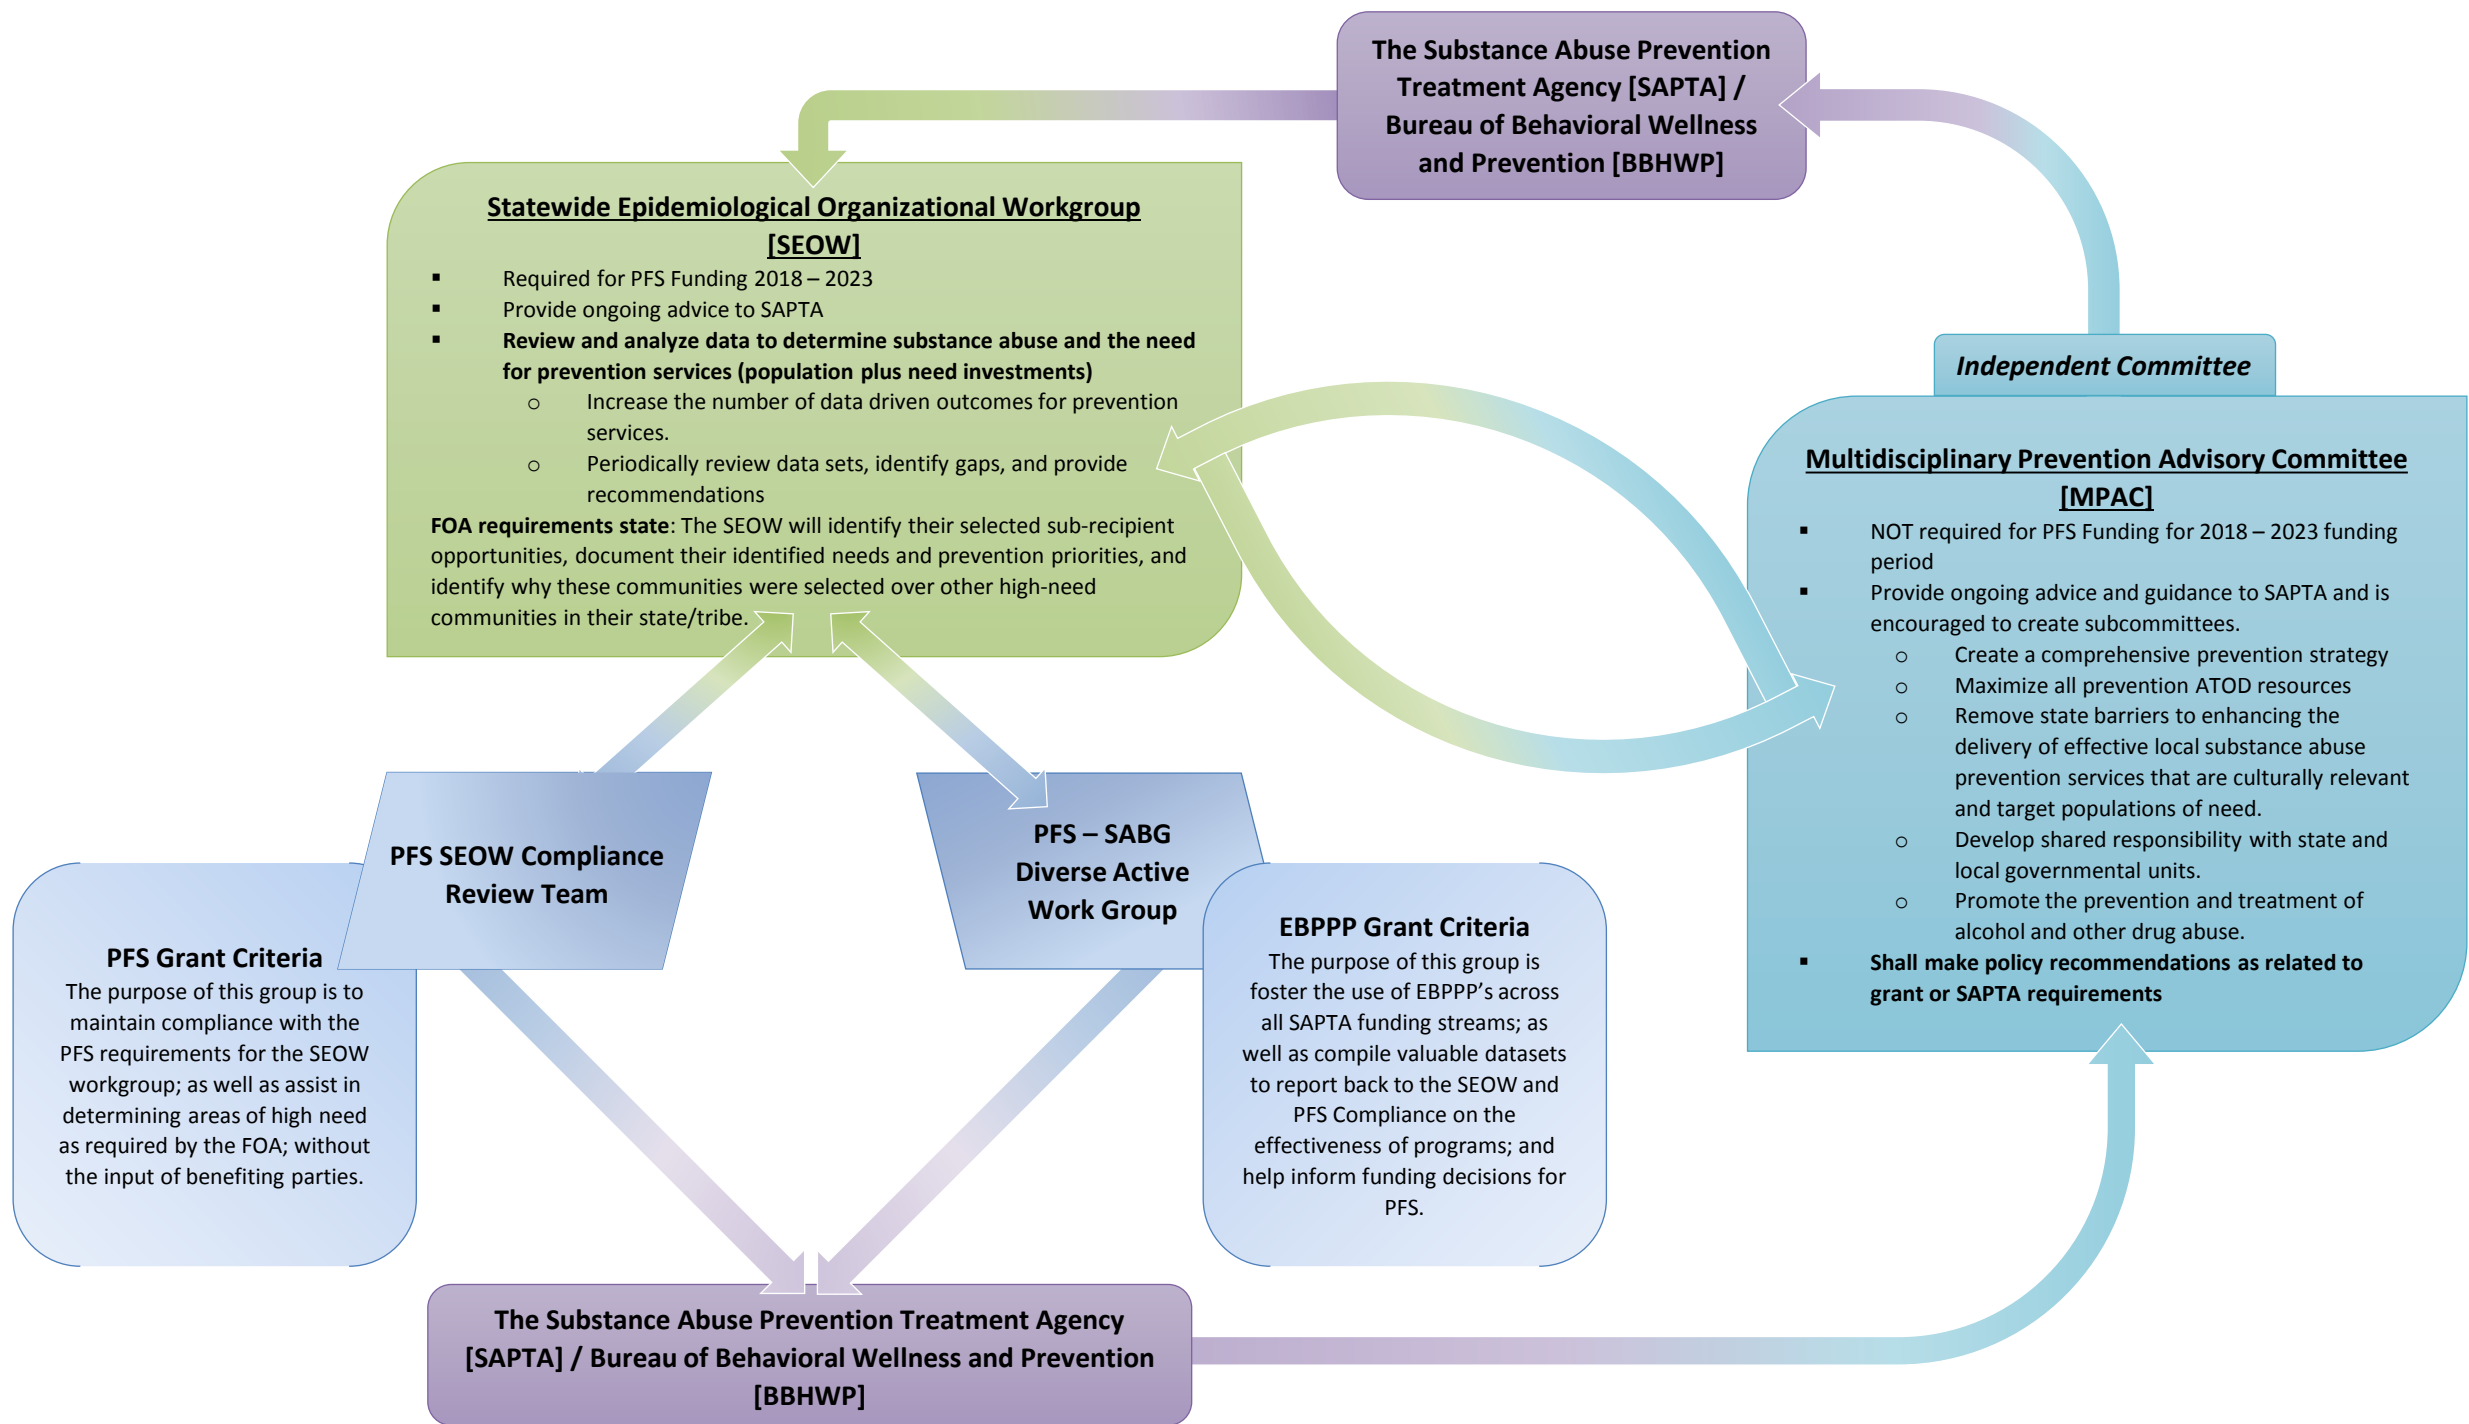 The Substance Abuse Prevention
Treatment Agency [SAPTA] /
Bureau of Behavioral Wellness
and Prevention [BBHWP]
Statewide Epidemiological Organizational Workgroup
[SEOW]
▪ Required for PFS Funding 2018 – 2023
▪ Provide ongoing advice to SAPTA
▪ Review and analyze data to determine substance abuse and the need
for prevention services (population plus need investments)
o Increase the number of data driven outcomes for prevention
services.
o Periodically review data sets, identify gaps, and provide
recommendations
FOA requirements state: The SEOW will identify their selected sub-recipient
opportunities, document their identified needs and prevention priorities, and
identify why these communities were selected over other high-need
communities in their state/tribe.
Independent Committee
Multidisciplinary Prevention Advisory Committee
[MPAC]
▪ NOT required for PFS Funding for 2018 – 2023 funding
period
▪ Provide ongoing advice and guidance to SAPTA and is
encouraged to create subcommittees.
o Create a comprehensive prevention strategy
o Maximize all prevention ATOD resources
o Remove state barriers to enhancing the
delivery of effective local substance abuse
prevention services that are culturally relevant
and target populations of need.
o Develop shared responsibility with state and
local governmental units.
o Promote the prevention and treatment of
alcohol and other drug abuse.
▪ Shall make policy recommendations as related to
grant or SAPTA requirements
PFS SEOW Compliance
Review Team
PFS – SABG
Diverse Active
Work Group
PFS Grant Criteria
The purpose of this group is to
maintain compliance with the
PFS requirements for the SEOW
workgroup; as well as assist in
determining areas of high need
as required by the FOA; without
the input of benefiting parties.
EBPPP Grant Criteria
The purpose of this group is
foster the use of EBPPP’s across
all SAPTA funding streams; as
well as compile valuable datasets
to report back to the SEOW and
PFS Compliance on the
effectiveness of programs; and
help inform funding decisions for
PFS.
The Substance Abuse Prevention Treatment Agency
[SAPTA] / Bureau of Behavioral Wellness and Prevention
[BBHWP]